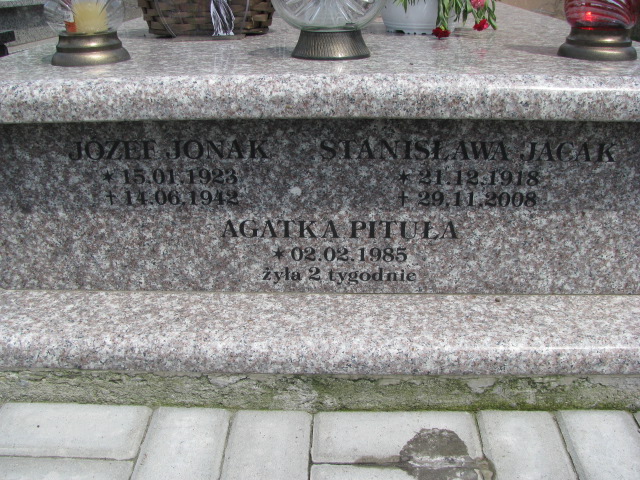 JÓZEF JONAK
* 15.01.1923
† 14.06.1942
STANISŁAWA JACAK
* 21.12.1918
† 29.11.2008
AGATKA PITUŁA
* 02.02.1985
żyła 2 tygodnie